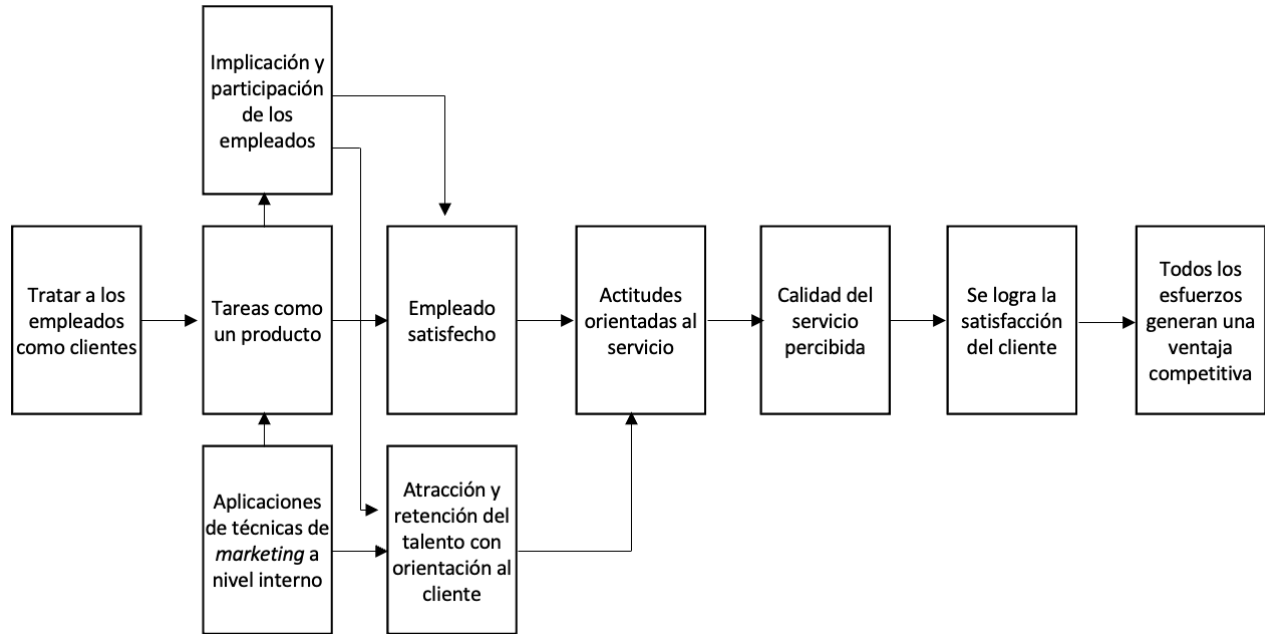 Implicación y
participación
de los
empleados
Tratar a los
empleados
como clientes
Tareas como
un producto
Empleado
satisfecho
Actitudes
orientadas al
servicio
Calidad del
servicio
percibida
Se logra la
satisfacción
del cliente
Todos los
esfuerzos
generan una
ventaja
competitiva
Aplicaciones
de técnicas de
marketing a
nivel interno
Atracción y
retención del
talento con
orientación al
cliente